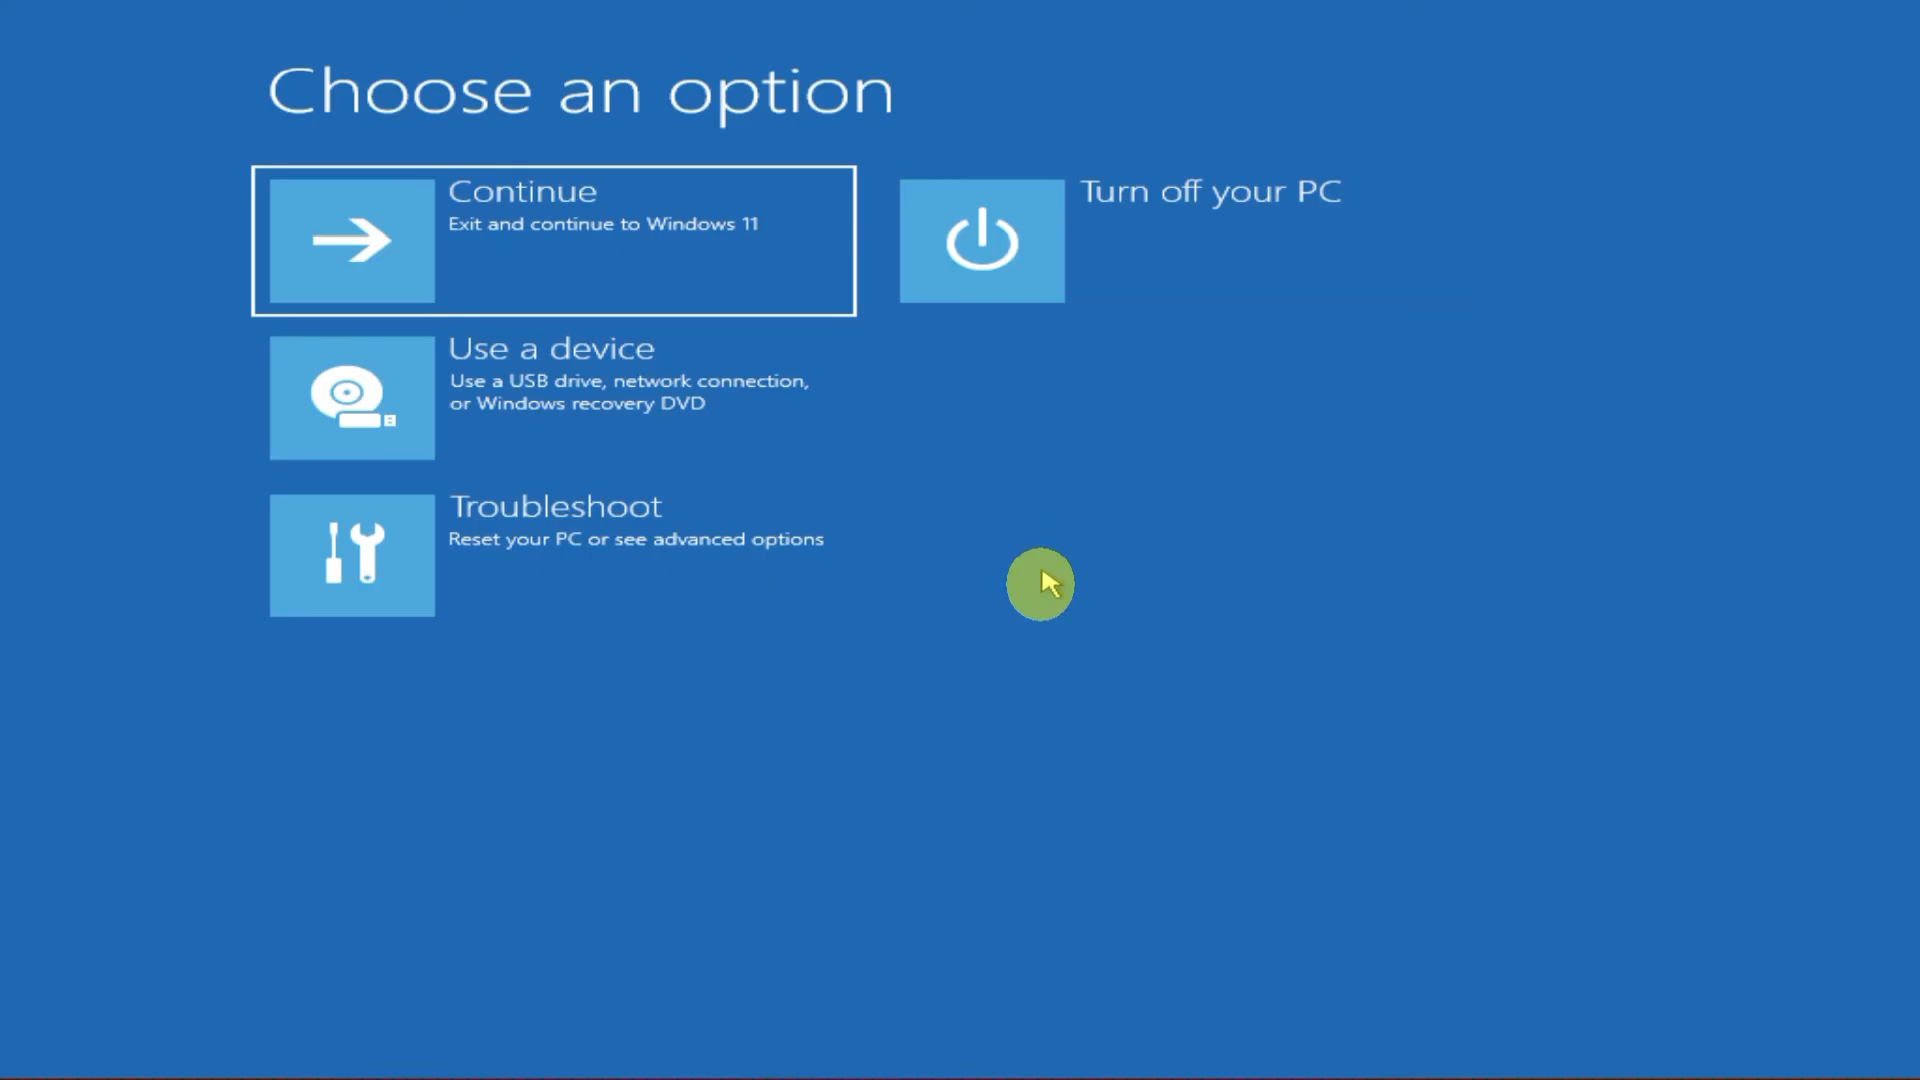 Choose an option
Continue
Exit and continue to Windows 11
Turn off your PC
Use a device
Use a USB drive, network connection,
or Windows recovery DVD
Troubleshoot
Reset your PC or see advanced options